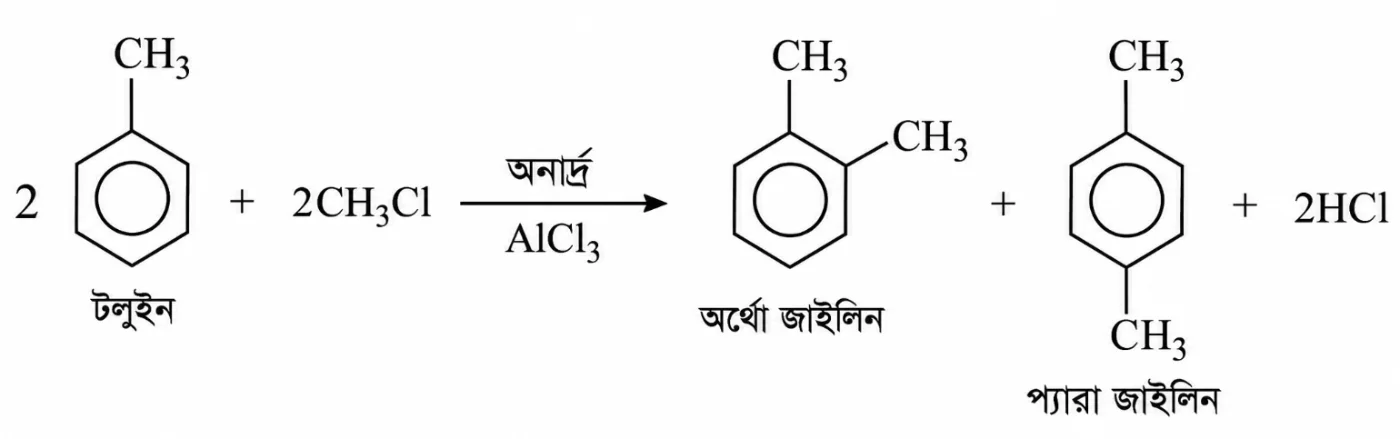 CH₃ CH₃ CH₃
2 + 2CH₃Cl অনার্দ্র AlCl₃ CH₃ + + 2HCl
টলুইন অর্থো জাইলিন
CH₃
প্যারা জাইলিন